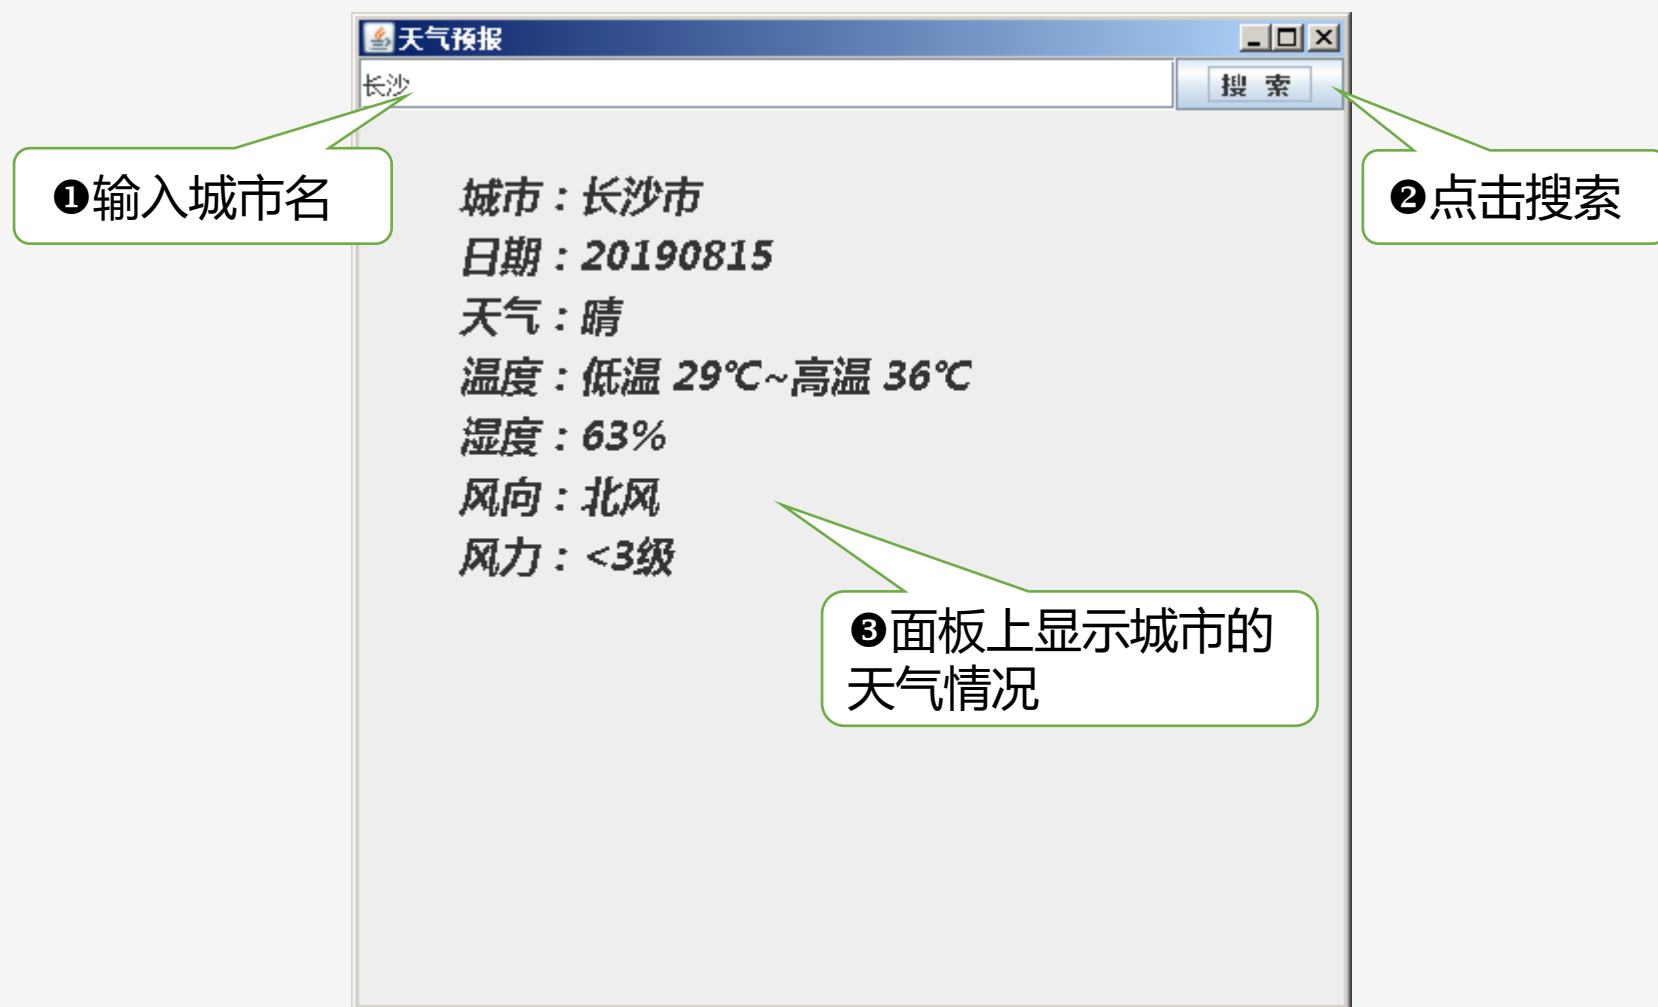 天气预报
长沙
搜 索
❶输入城市名
❷点击搜索
城市：长沙市
日期：20190815
天气：晴
温度：低温 29℃~高温 36℃
湿度：63%
风向：北风
风力：<3级
❸面板上显示城市的
天气情况